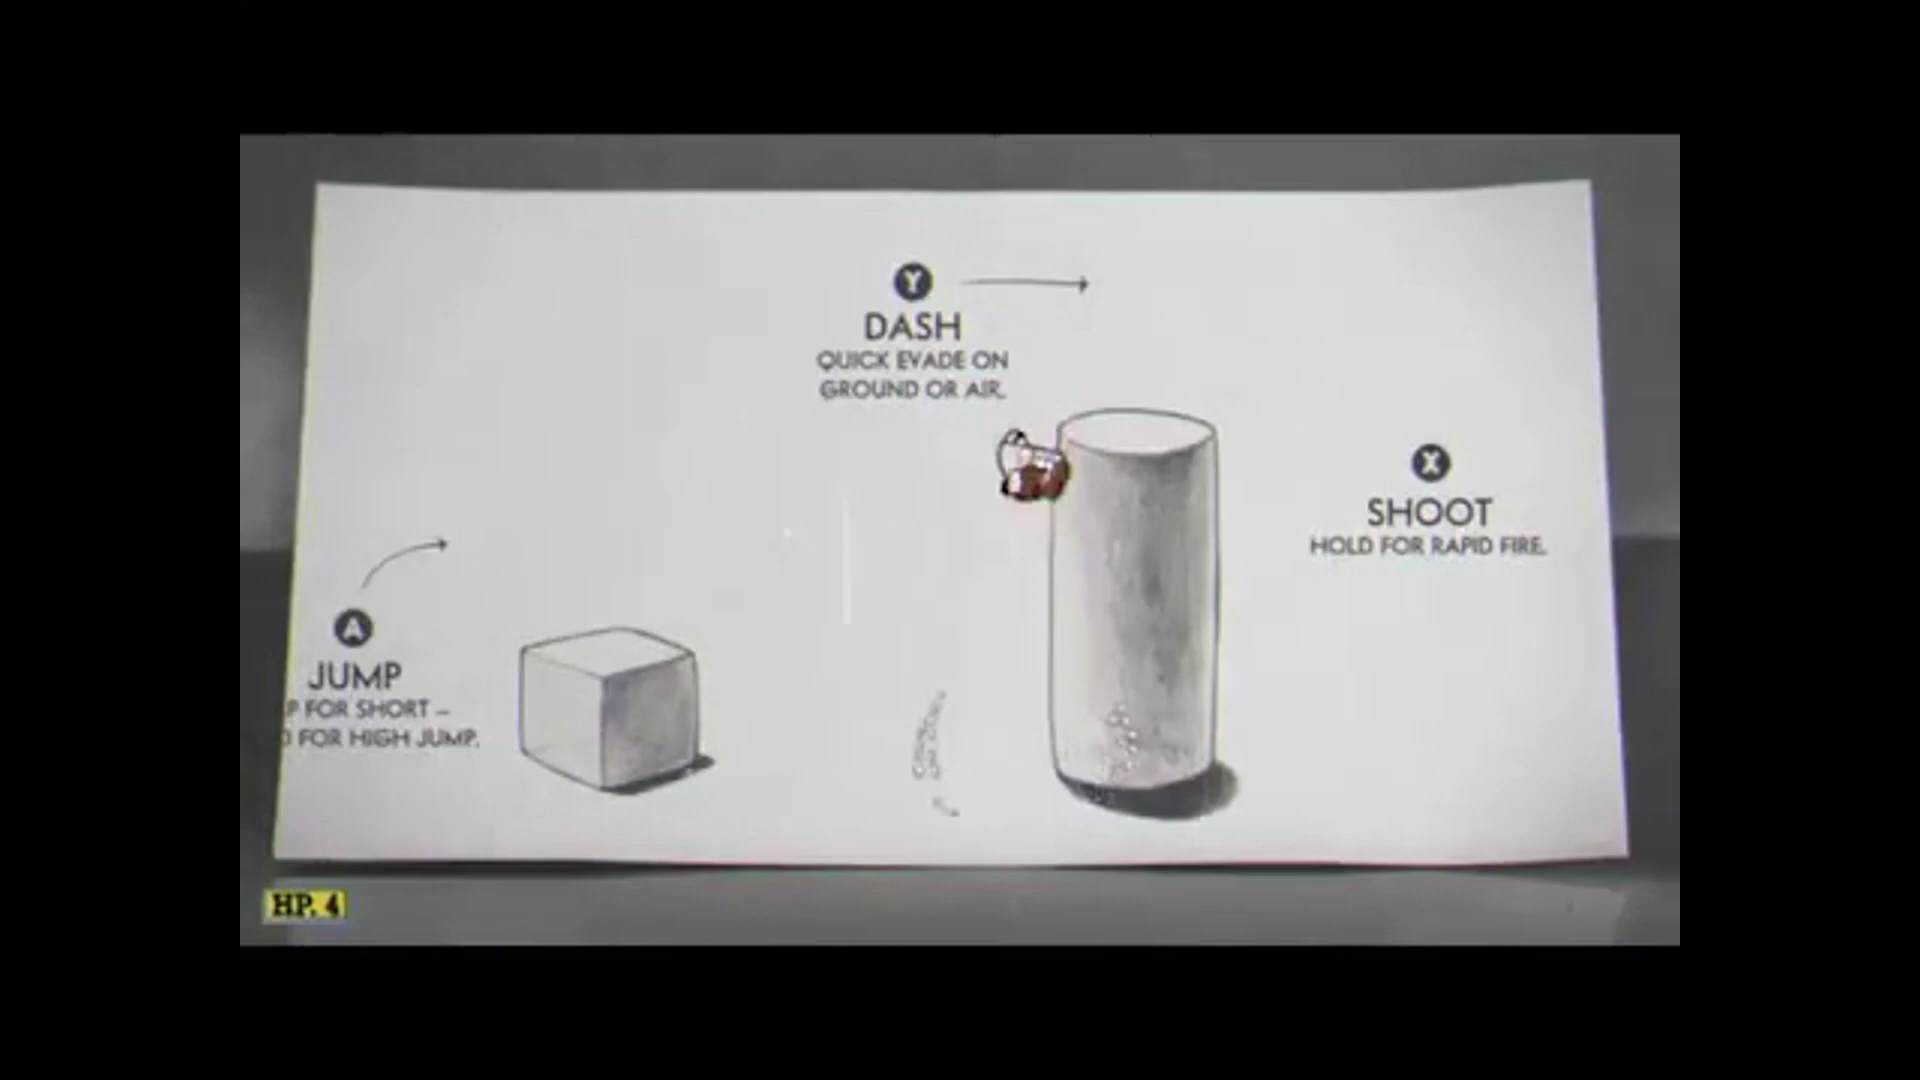 Y
DASH
QUICK EVADE ON
GROUND OR AIR.
X
SHOOT
HOLD FOR RAPID FIRE.
A
JUMP
P FOR SHORT –
FOR HIGH JUMP.
HP. 4